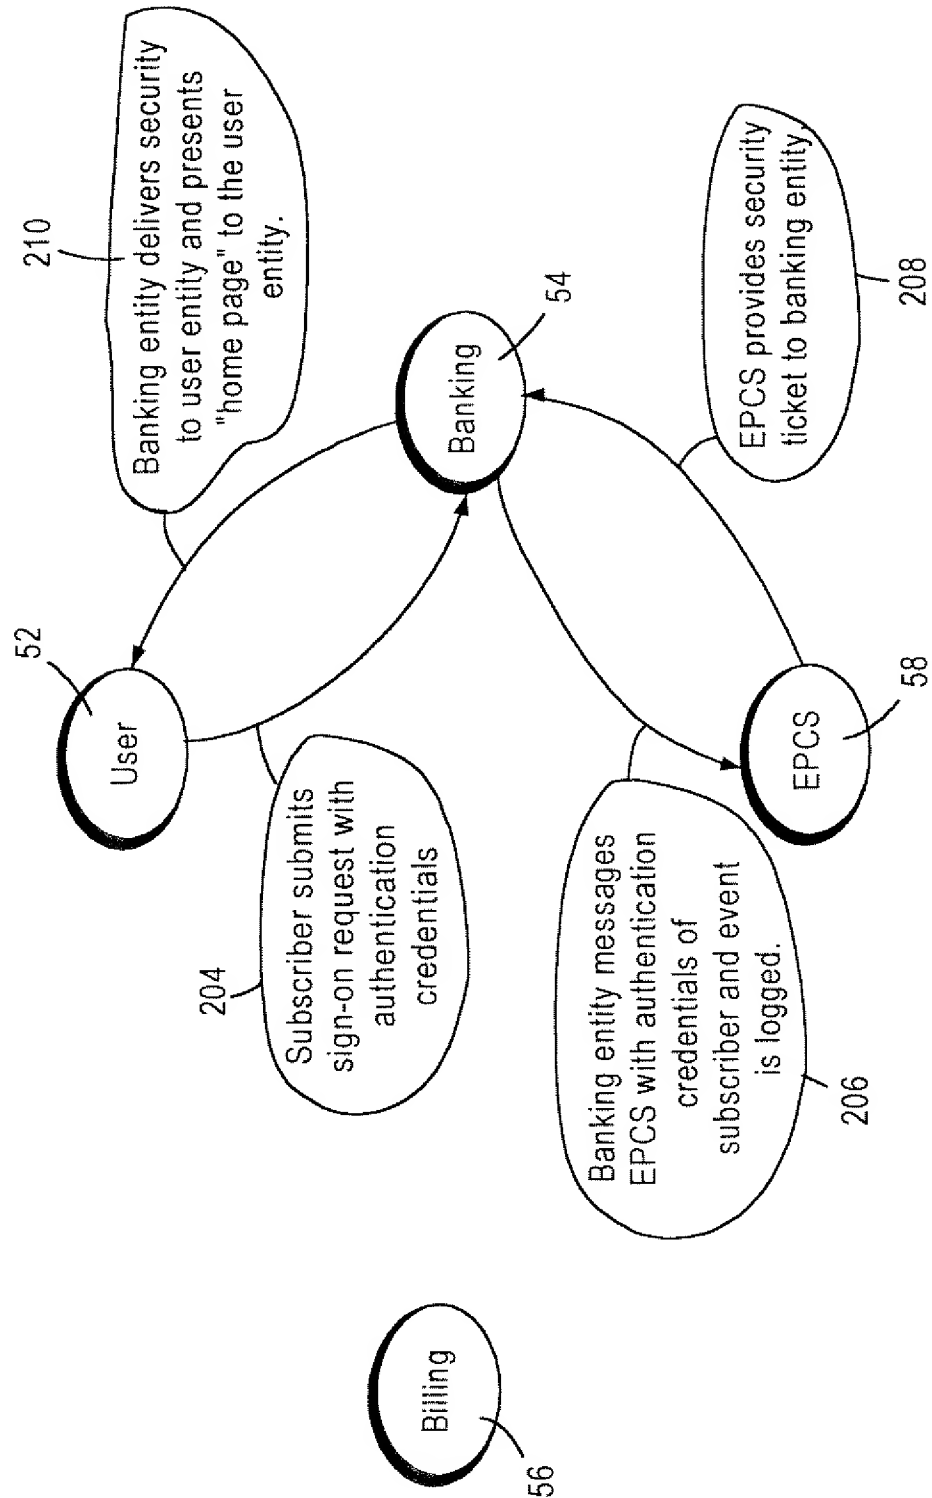 210
Banking entity delivers security
to user entity and presents
"home page" to the user
entity.
52
User
204
Subscriber submits
sign-on request with
authentication
credentials
Banking
54
Billing
56
Banking entity messages
EPCS with authentication
credentials of
subscriber and event
is logged.
206
EPCS
58
EPCS provides security
ticket to banking entity
208